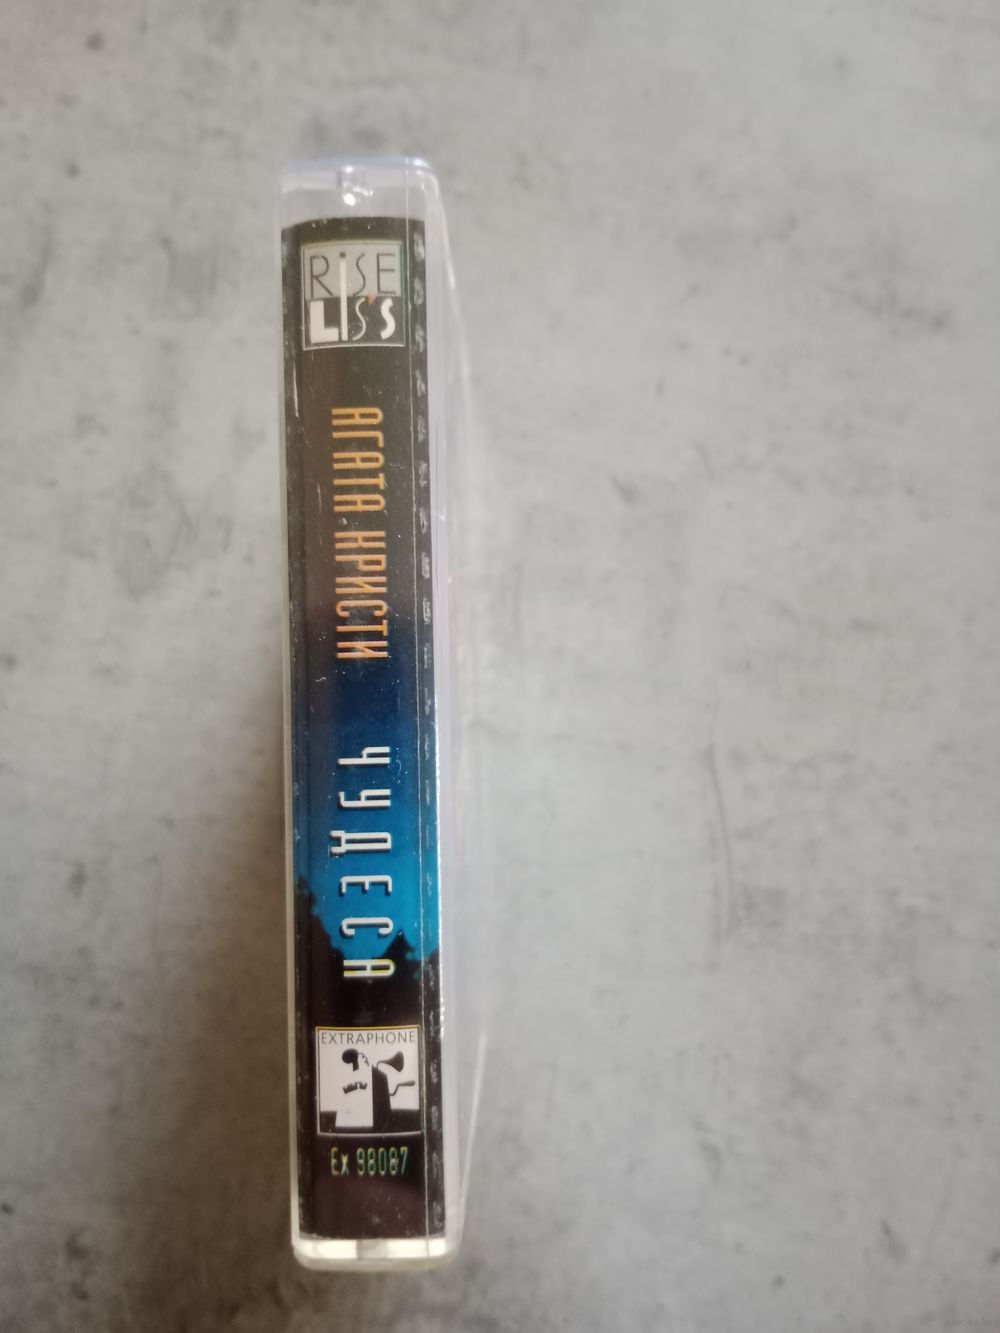 RiSE
LIS'S
АГАТА КРИСТИ ЧУДЕСА
EXTRAPHONE
Ex 98087